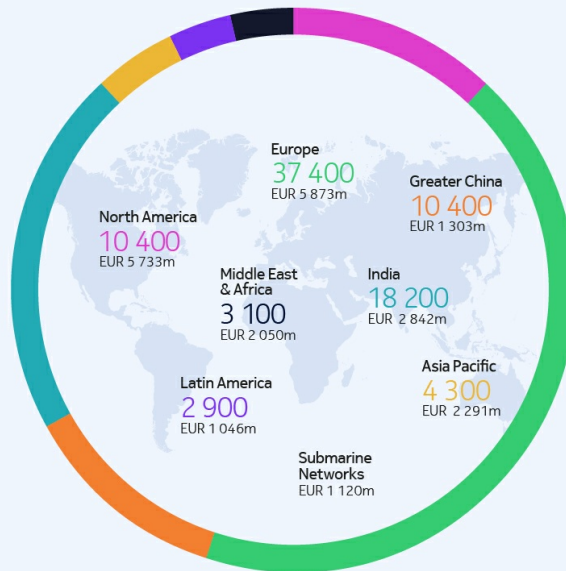 Europe
37 400
EUR 5 873m
Greater China
10 400
EUR 1 303m
North America
10 400
EUR 5 733m
Middle East
& Africa
3 100
EUR 2 050m
India
18 200
EUR 2 842m
Asia Pacific
4 300
EUR 2 291m
Latin America
2 900
EUR 1 046m
Submarine
Networks
EUR 1 120m